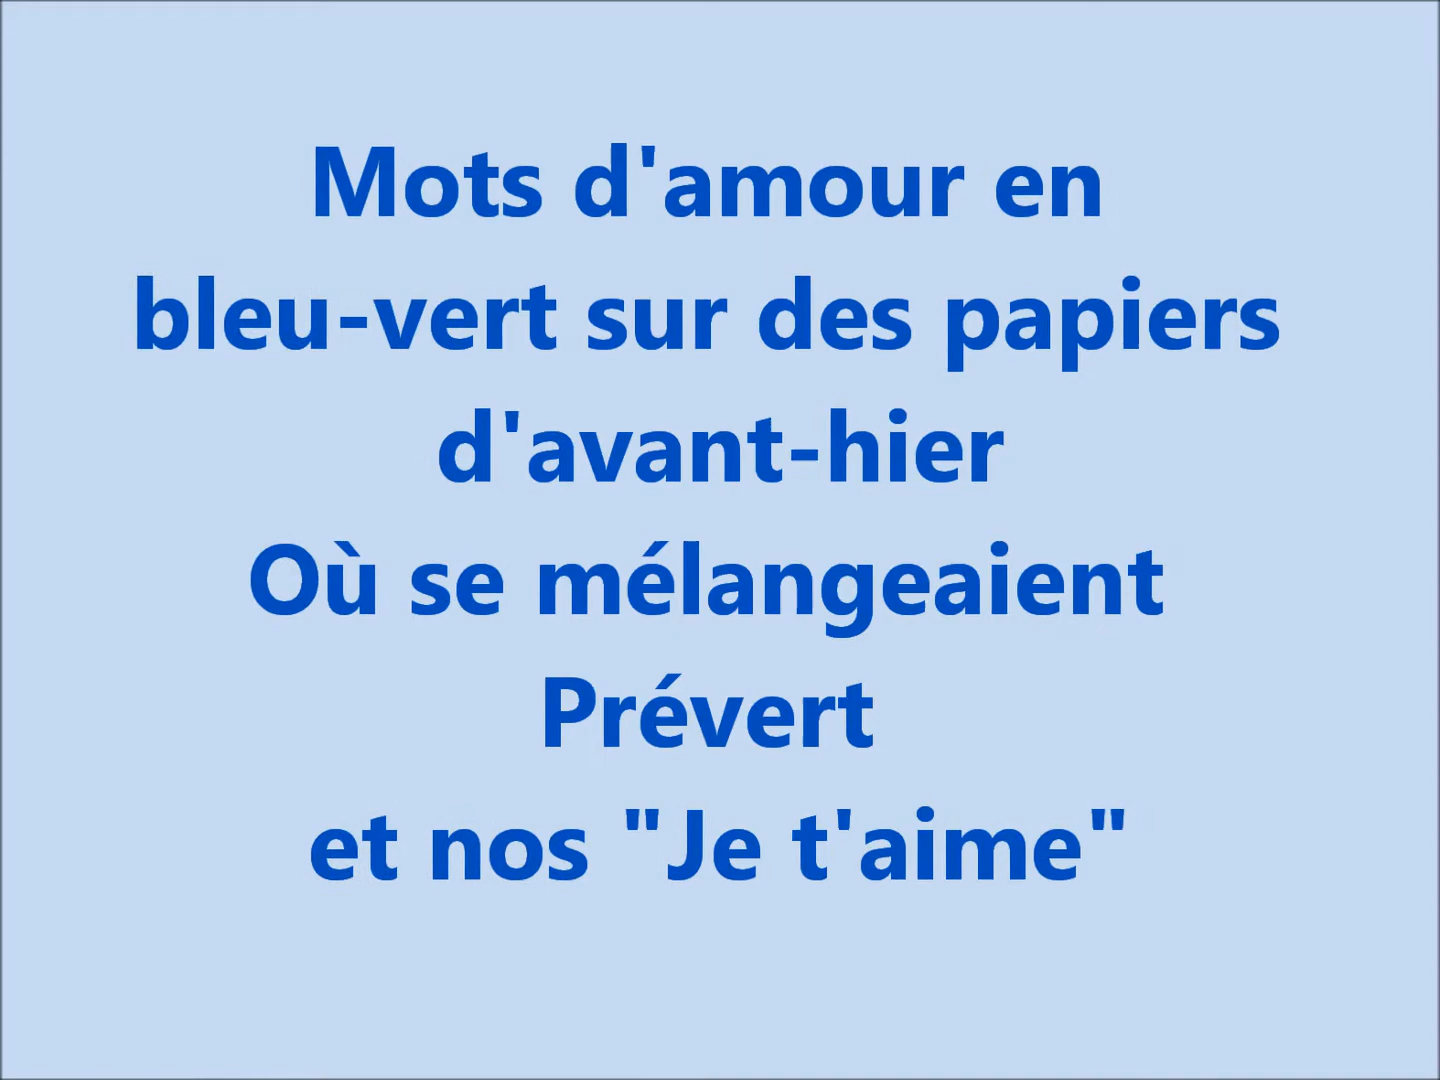 Mots d'amour en
bleu-vert sur des papiers
d'avant-hier
Où se mélangeaient
Prévert
et nos "Je t'aime"